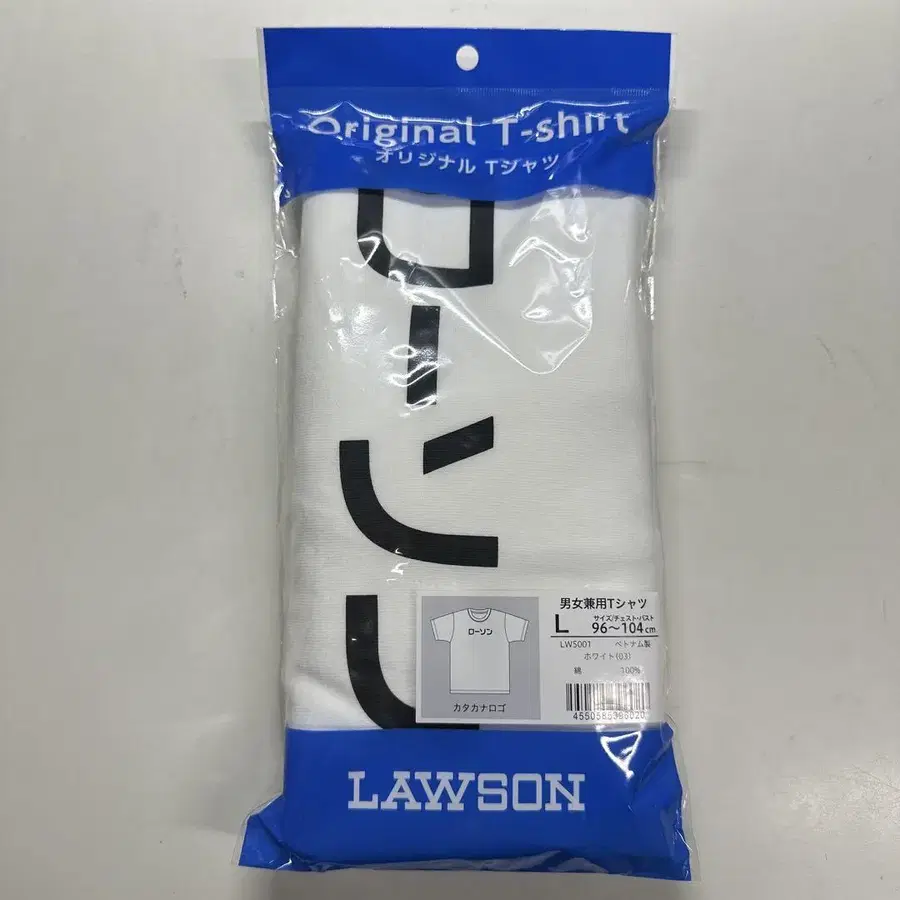 Original T-shirt
オリジナル Tシャツ
ローソン
男女兼用Tシャツ
L サイズ/チェスト・バスト
96〜104cm
LWS001 ベトナム製
ホワイト(03)
綿 100%
ローソン
カタカナロゴ
LAWSON